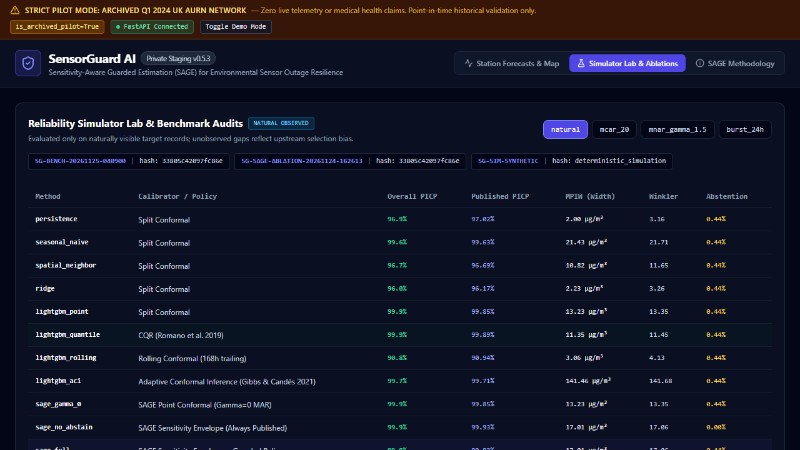 STRICT PILOT MODE: ARCHIVED Q1 2024 UK AURN NETWORK — Zero live telemetry or medical health claims. Point-in-time historical validation only.
is_archived_pilot=True ● FastAPI Connected Toggle Demo Mode
SensorGuard AI Private Staging v0.5.3
Sensitivity-Aware Guarded Estimation (SAGE) for Environmental Sensor Outage Resilience
Station Forecasts & Map Simulator Lab & Ablations SAGE Methodology
Reliability Simulator Lab & Benchmark Audits NATURAL OBSERVED
Evaluated only on naturally visible target records; unobserved gaps reflect upstream selection bias.
natural mcar_20 mnar_gamma_1.5 burst_24h
SG-BENCH-20261125-040900 | hash: 33805c42097fc86e SG-SAGE-ABLATION-20261124-162613 | hash: 33805c42097fc86e SG-SIM-SYNTHETIC | hash: deterministic_simulation
Method Calibrator / Policy Overall PICP Published PICP MPIW (Width) Winkler Abstention
persistence Split Conformal 96.9% 97.02% 2.00 μg/m³ 3.16 0.44%
seasonal_naive Split Conformal 99.6% 99.63% 21.43 μg/m³ 21.71 0.44%
spatial_neighbor Split Conformal 96.7% 96.69% 10.82 μg/m³ 11.65 0.44%
ridge Split Conformal 96.0% 96.17% 2.23 μg/m³ 3.26 0.44%
lightgbm_point Split Conformal 99.9% 99.85% 13.23 μg/m³ 13.35 0.44%
lightgbm_quantile CQR (Romano et al. 2019) 99.9% 99.89% 11.35 μg/m³ 11.45 0.44%
lightgbm_rolling Rolling Conformal (168h trailing) 90.8% 90.94% 3.06 μg/m³ 4.13 0.44%
lightgbm_aci Adaptive Conformal Inference (Gibbs & Candès 2021) 99.7% 99.71% 141.46 μg/m³ 141.68 0.44%
sage_gamma_0 SAGE Point Conformal (Gamma=0 MAR) 99.9% 99.85% 13.23 μg/m³ 13.35 0.44%
sage_no_abstain SAGE Sensitivity Envelope (Always Published) 99.9% 99.93% 17.01 μg/m³ 17.06 0.00%